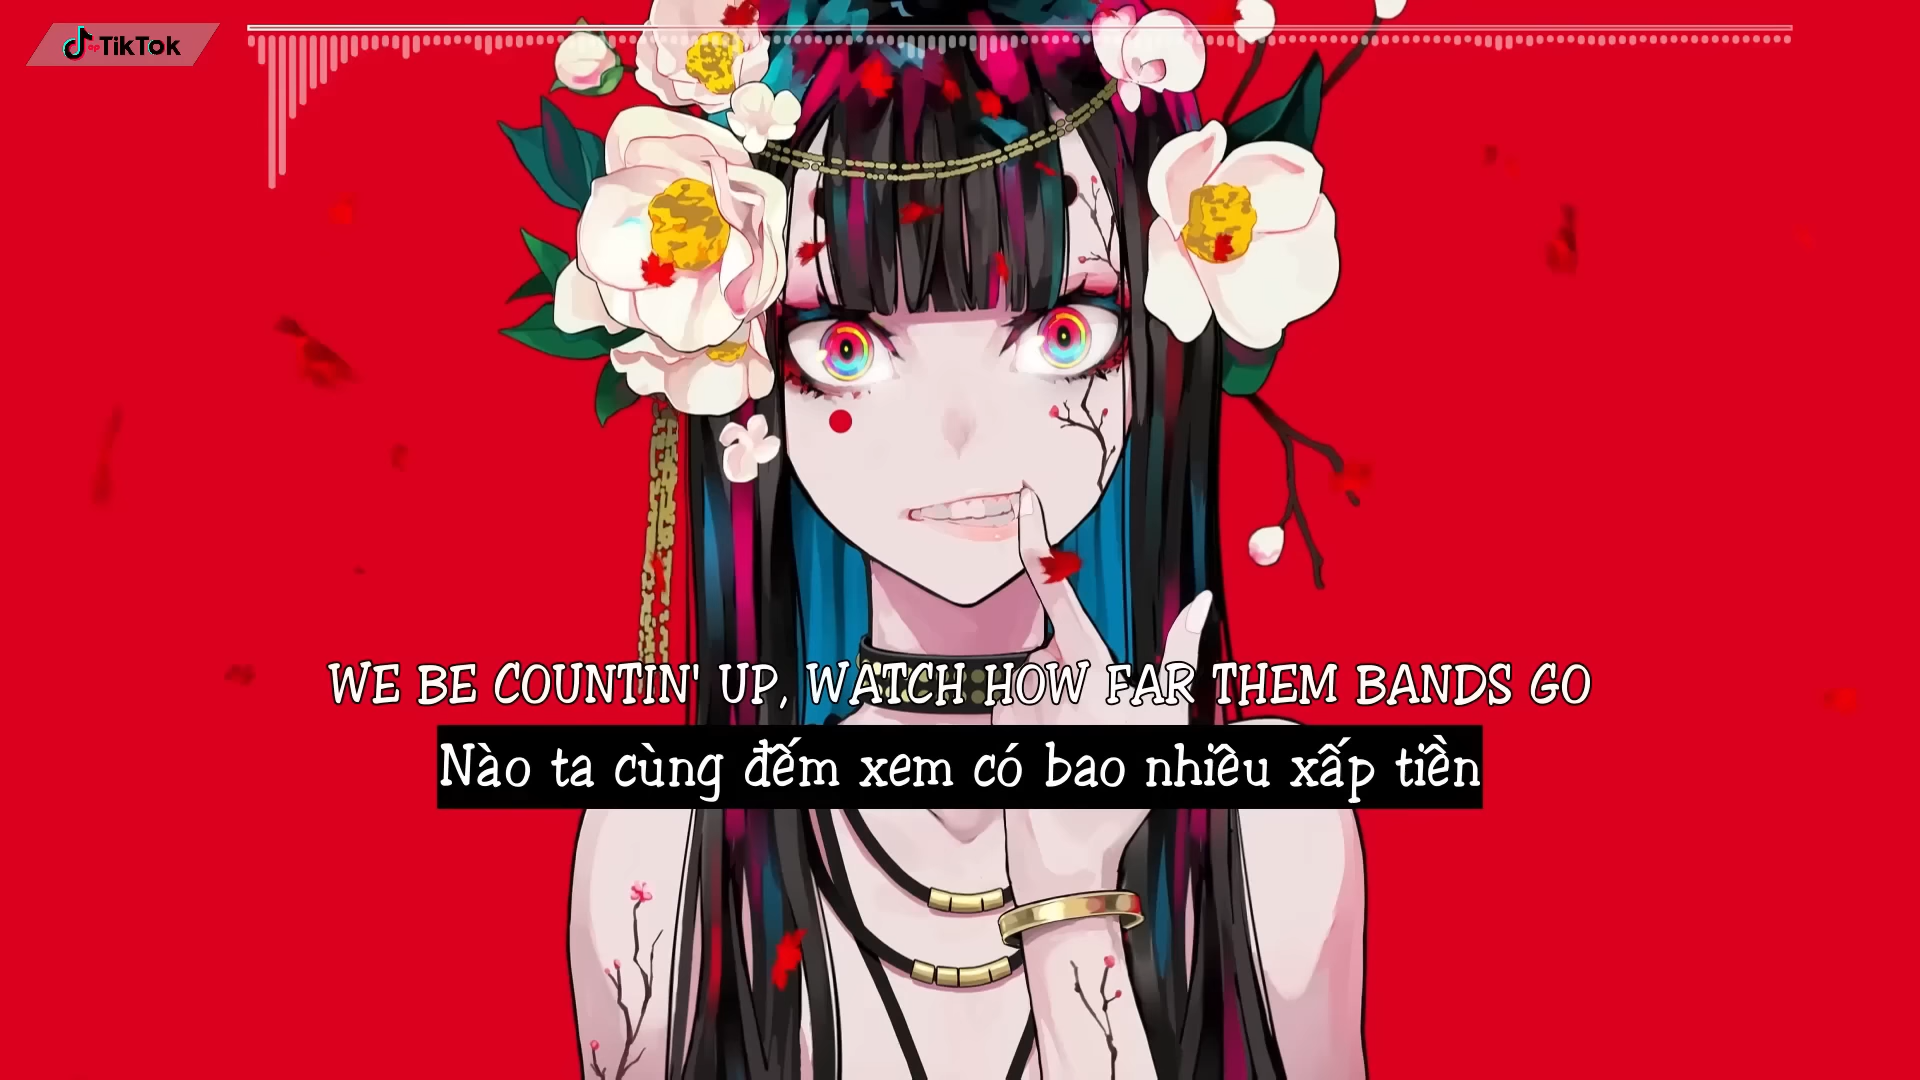 TikTok
WE BE COUNTIN' UP, WATCH HOW FAR THEM BANDS GO
Nào ta cùng đếm xem có bao nhiêu xấp tiền